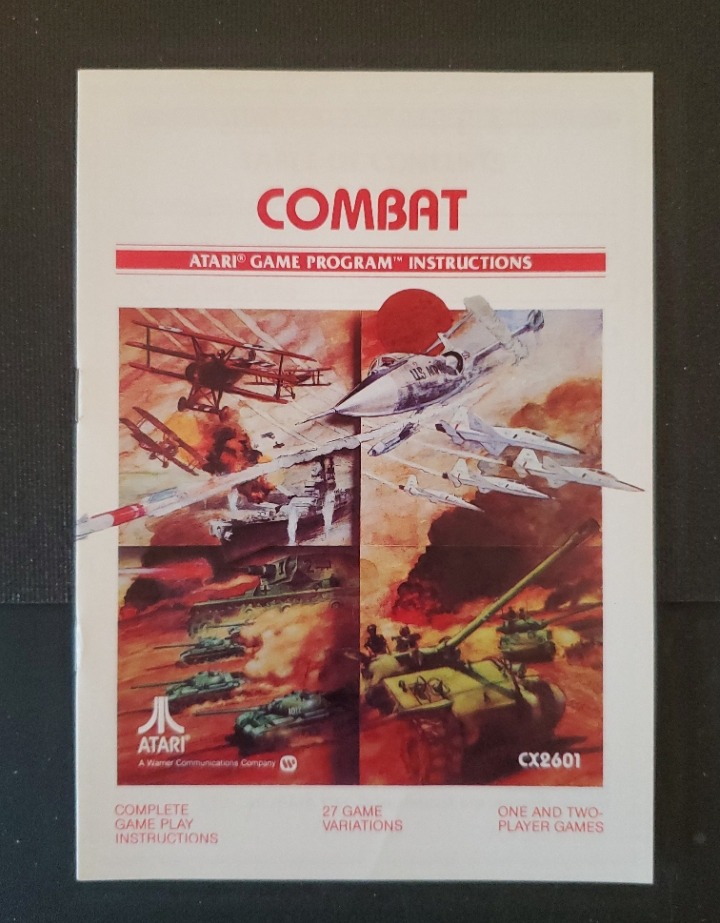 COMBAT
ATARI® GAME PROGRAM™ INSTRUCTIONS
ATARI®
A Warner Communications Company
CX2601
COMPLETE
GAME PLAY
INSTRUCTIONS
27 GAME
VARIATIONS
ONE AND TWO-
PLAYER GAMES